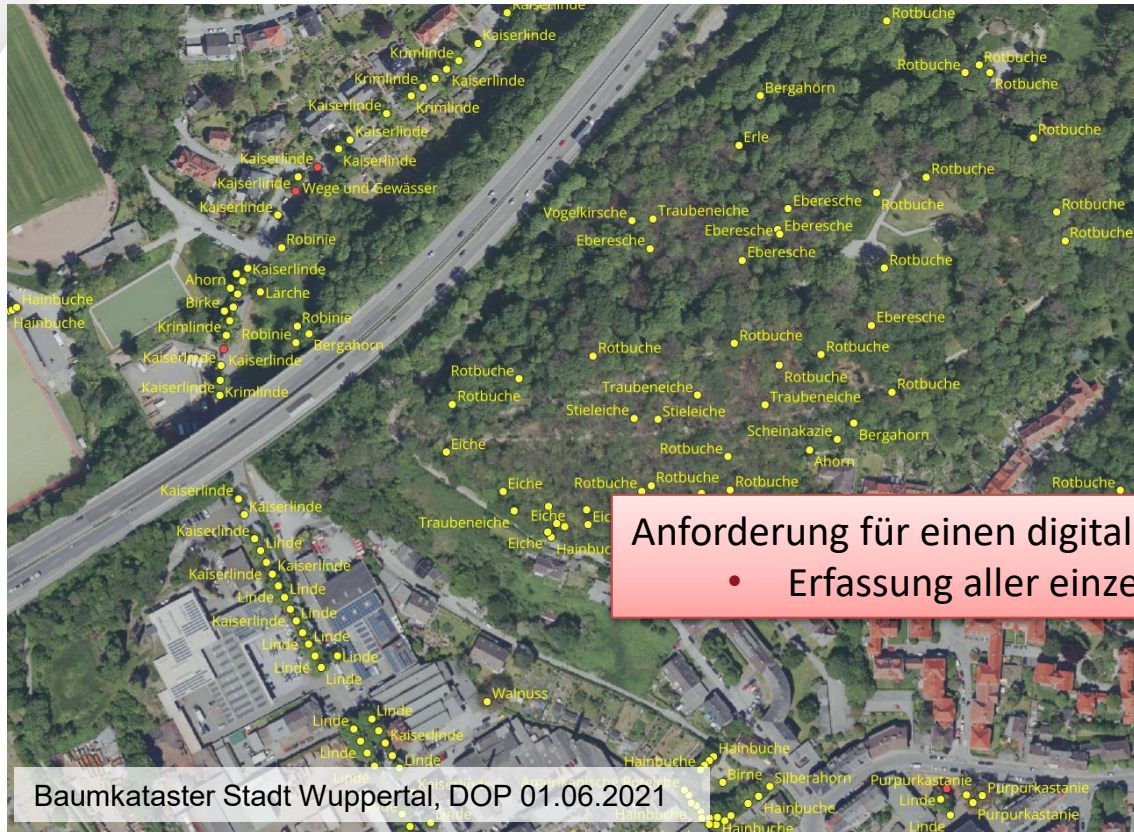 Kaiserlinde
Kaiserlinde
Krimlinde
Kaiserlinde
Krimlinde
Krimlinde
Kaiserlinde
Kaiserlinde
Kaiserlinde
Kaiserlinde
Kaiserlinde
Wege und Gewässer
Kaiserlinde
Robinie
Kaiserlinde
Ahorn
Lärche
Birke
Hainbuche
Hainbuche
Krimlinde
Robinie
Robinie
Bergahorn
Kaiserlinde
Kaiserlinde
Kaiserlinde
Krimlinde
Rotbuche
Rotbuche
Rotbuche
Rotbuche
Bergahorn
Rotbuche
Erle
Rotbuche
Rotbuche
Eberesche
Rotbuche
Vogelkirsche
Traubeneiche
Eberesche
Eberesche
Rotbuche
Eberesche
Eberesche
Rotbuche
Eberesche
Rotbuche
Rotbuche
Rotbuche
Rotbuche
Rotbuche
Traubeneiche
Rotbuche
Rotbuche
Traubeneiche
Stieleiche
Stieleiche
Scheinakazie
Bergahorn
Eiche
Rotbuche
Ahorn
Eiche
Rotbuche
Rotbuche
Rotbuche
Rotbuche
Traubeneiche
Eiche
Eiche
Anforderung für einen digital
• Erfassung aller einze
Kaiserlinde
Kaiserlinde
Kaiserlinde
Linde
Kaiserlinde
Kaiserlinde
Linde
Linde
Linde
Kaiserlinde
Linde
Linde
Linde
Linde
Walnuss
Linde
Linde
Kaiserlinde
Linde
Linde
Linde
Hainbuche
Hainbuche
Birne
Silberahorn
Hainbuche
Hainbuche
Purpurkastanie
Purpurkastanie
Linde
Purpurkastanie
Linde
Baumkataster Stadt Wuppertal, DOP 01.06.2021